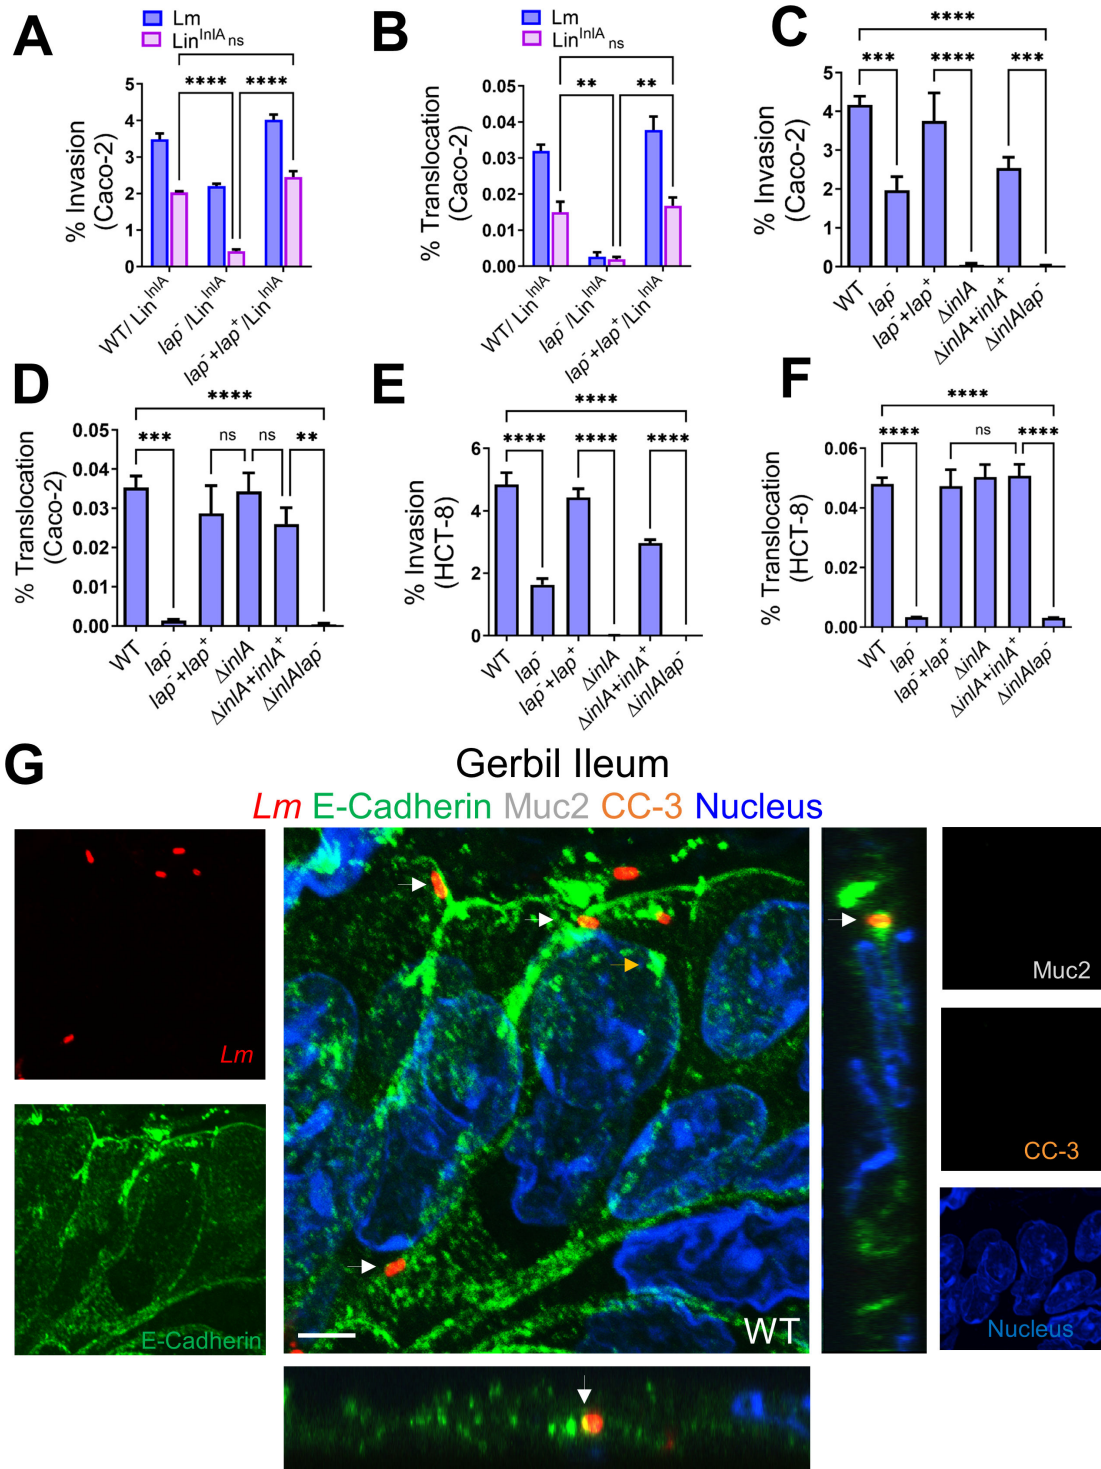 A
Lm
Lin^InlA
ns
**** ****
% Invasion
(Caco-2)
5
4
3
2
1
0
WT/ Lin^InlA
lap^-/Lin^InlA
lap^-+lap^+/Lin^InlA
B
Lm
Lin^InlA
ns
** **
% Translocation
(Caco-2)
0.05
0.04
0.03
0.02
0.01
0.00
WT/ Lin^InlA
lap^-/Lin^InlA
lap^-+lap^+/Lin^InlA
C
****
*** **** ***
% Invasion
(Caco-2)
5
4
3
2
1
0
WT
lap^-
lap^-+lap^+
ΔinlA
ΔinlA+inlA^+
ΔinlAlap^-
D
****
*** ns ns **
% Translocation
(Caco-2)
0.05
0.04
0.03
0.02
0.01
0.00
WT
lap^-
lap^-+lap^+
ΔinlA
ΔinlA+inlA^+
ΔinlAlap^-
E
****
**** **** ****
% Invasion
(HCT-8)
6
4
2
0
WT
lap^-
lap^-+lap^+
ΔinlA
ΔinlA+inlA^+
ΔinlAlap^-
F
****
**** ns ****
% Translocation
(HCT-8)
0.06
0.04
0.02
0.00
WT
lap^-
lap^-+lap^+
ΔinlA
ΔinlA+inlA^+
ΔinlAlap^-
G
Gerbil Ileum
Lm E-Cadherin Muc2 CC-3 Nucleus
Lm
E-Cadherin
WT
Muc2
CC-3
Nucleus